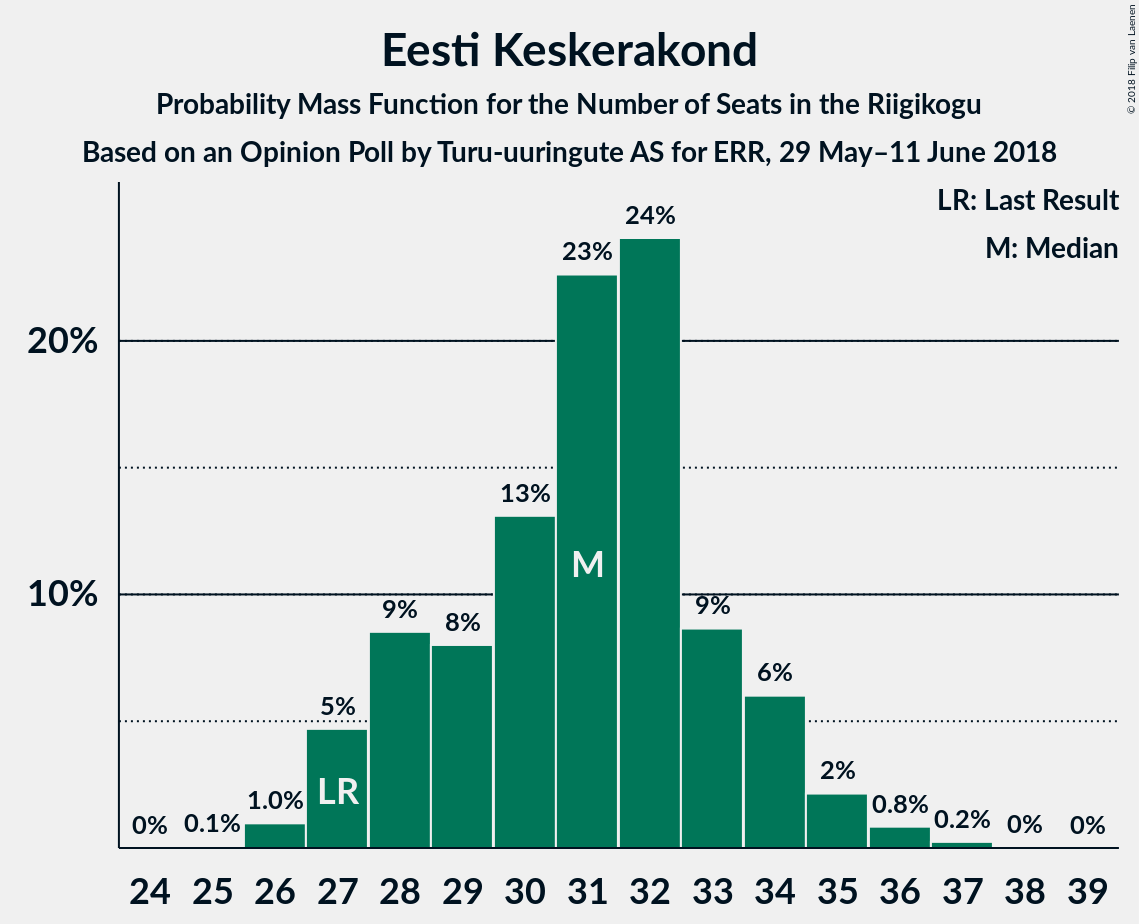 Eesti Keskerakond
Probability Mass Function for the Number of Seats in the Riigikogu
Based on an Opinion Poll by Turu-uuringute AS for ERR, 29 May–11 June 2018
© 2018 Filip van Laenen
LR: Last Result
M: Median
20%
10%
0%
0.1%
1.0%
5%
9%
8%
13%
23%
24%
9%
6%
2%
0.8%
0.2%
0%
0%
LR
M
24 25 26 27 28 29 30 31 32 33 34 35 36 37 38 39